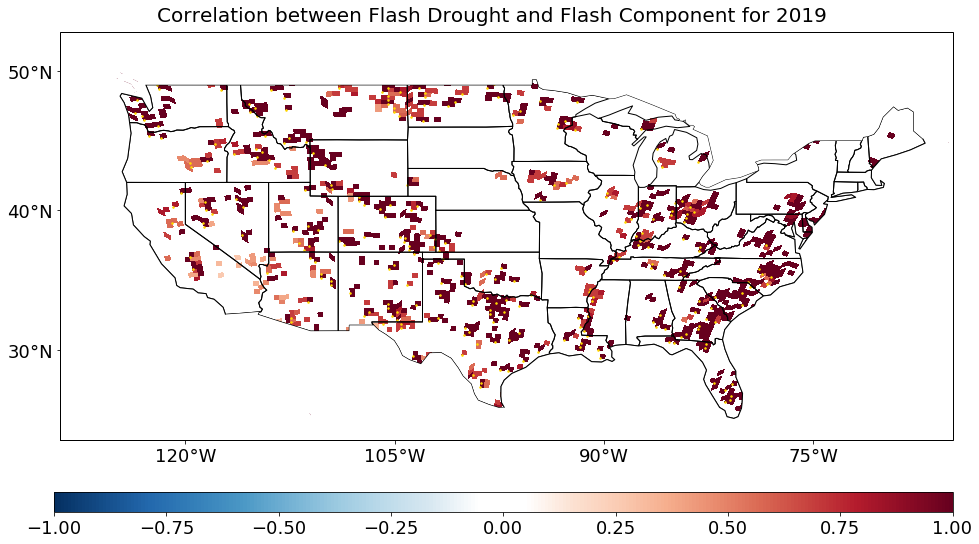 Correlation between Flash Drought and Flash Component for 2019
50°N
40°N
30°N
120°W 105°W 90°W 75°W
−1.00 −0.75 −0.50 −0.25 0.00 0.25 0.50 0.75 1.00